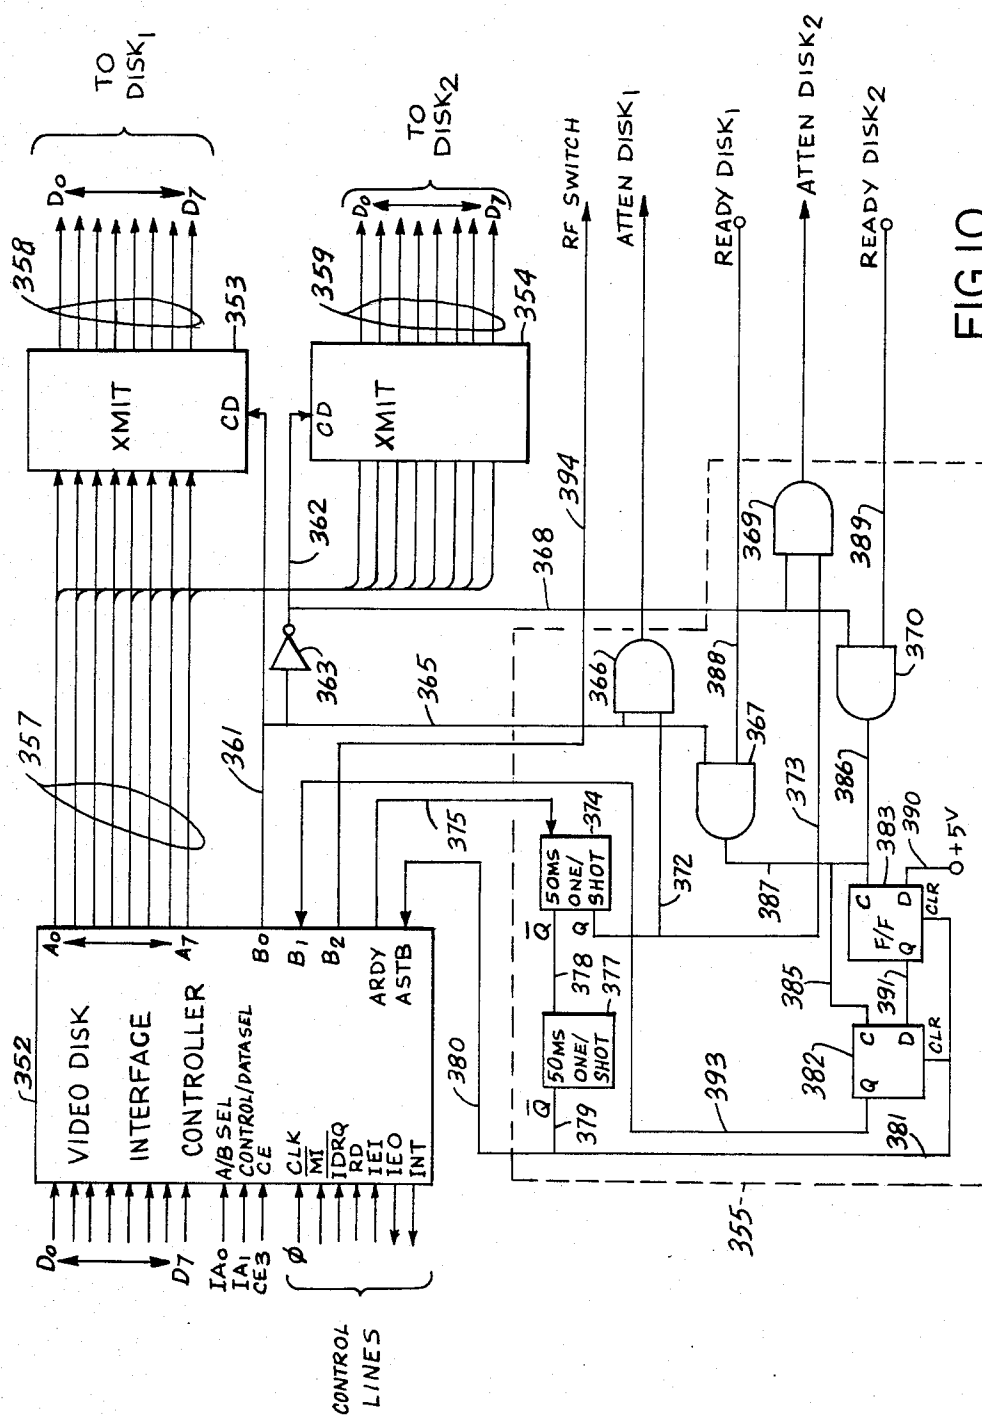 352
VIDEO DISK
INTERFACE
CONTROLLER
D0
D7
IA0
IA1
CE3
A/B SEL
CONTROL/DATA SEL
CE
CONTROL
LINES
Ø
CLK
MI
IDRQ
RD
IEI
IEO
INT
A0
A7
B0
B1
B2
ARDY
ASTB
357
XMIT
CD
353
358
D0
D7
TO
DISK1
361
363
362
CD
XMIT
354
359
D0
D7
TO
DISK2
365
368
394
RF SWITCH
375
380
355
50MS
ONE/
SHOT
374
Q
Q
378
50MS
ONE/
SHOT
377
Q
379
372
366
ATTEN DISK1
367
388
READY DISK1
373
369
ATTEN DISK2
387
386
370
389
READY DISK2
393
382
Q
C
D
CLR
385
391
F/F
Q
C
D
CLR
383
390
+5V
381
FIG 10